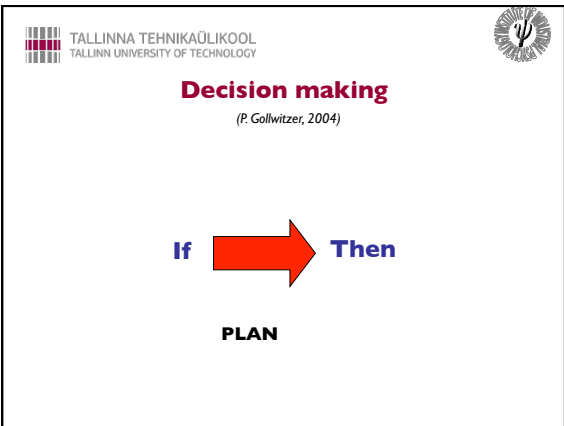 TALLINNA TEHNIKAÜLIKOOL
TALLINN UNIVERSITY OF TECHNOLOGY
Decision making
(P. Gollwitzer, 2004)
If Then
PLAN